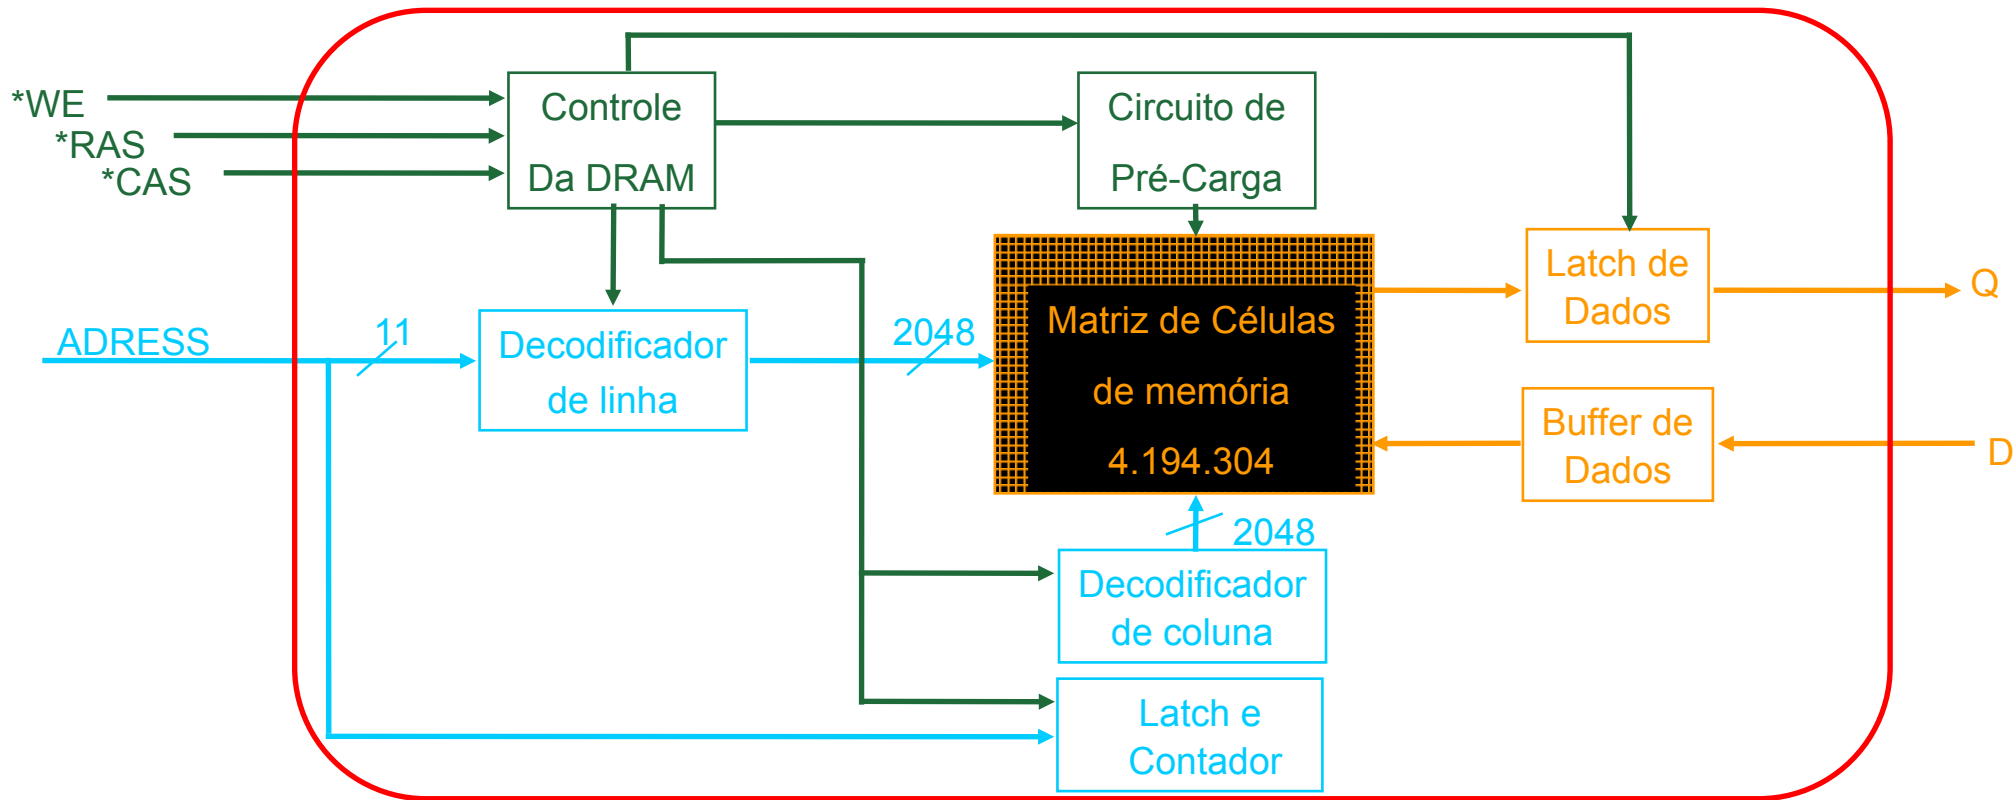 *WE
*RAS
*CAS
Controle
Da DRAM
Circuito de
Pré-Carga
ADRESS
11
Decodificador
de linha
2048
Matriz de Células
de memória
4.194.304
Latch de
Dados
Q
Buffer de
Dados
D
2048
Decodificador
de coluna
Latch e
Contador